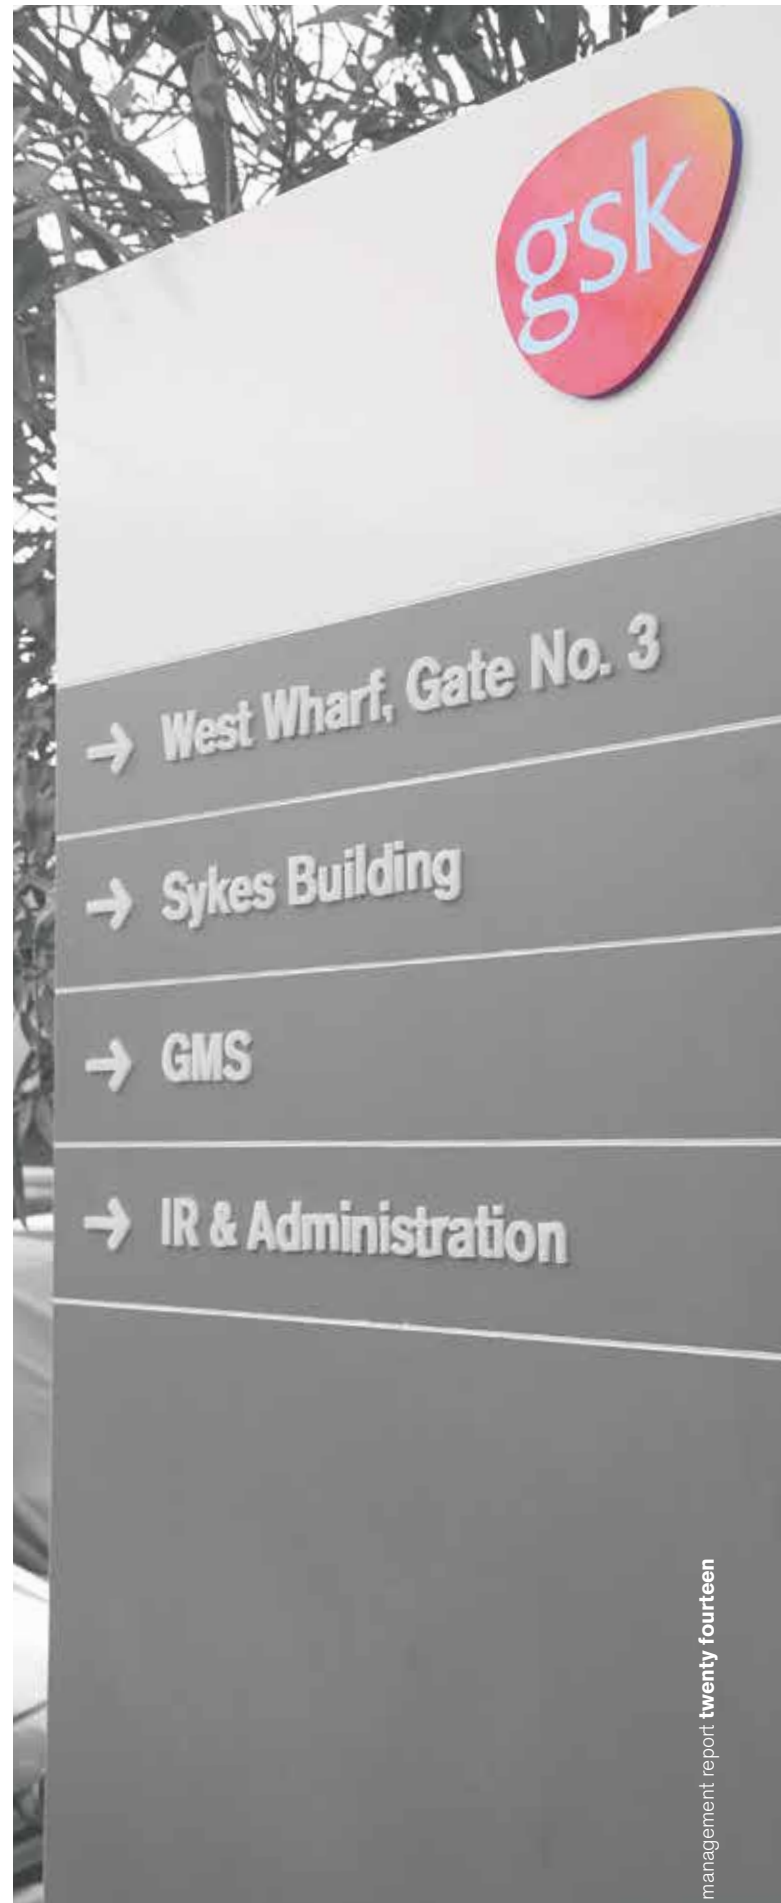 gsk
→ West Wharf, Gate No. 3
→ Sykes Building
→ GMS
→ IR & Administration
management report twenty fourteen